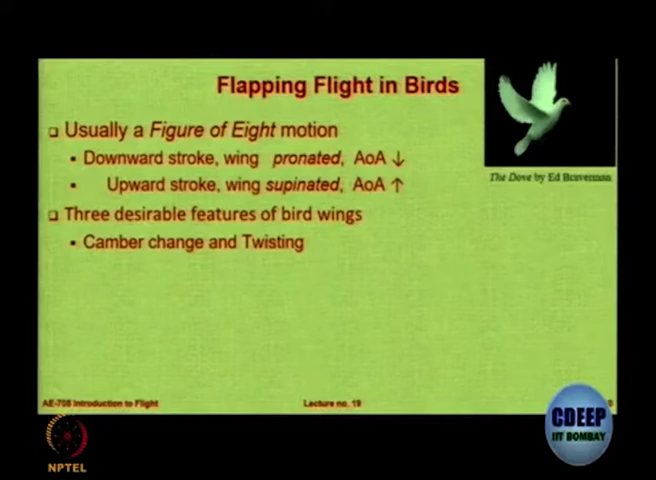 Flapping Flight in Birds
❑ Usually a Figure of Eight motion
▪ Downward stroke, wing pronated, AoA ↓
▪ Upward stroke, wing supinated, AoA ↑
The Dove by Ed Braverman
❑ Three desirable features of bird wings
▪ Camber change and Twisting
AE-705 Introduction to Flight
Lecture no. 19
CDEEP
IIT BOMBAY
NPTEL